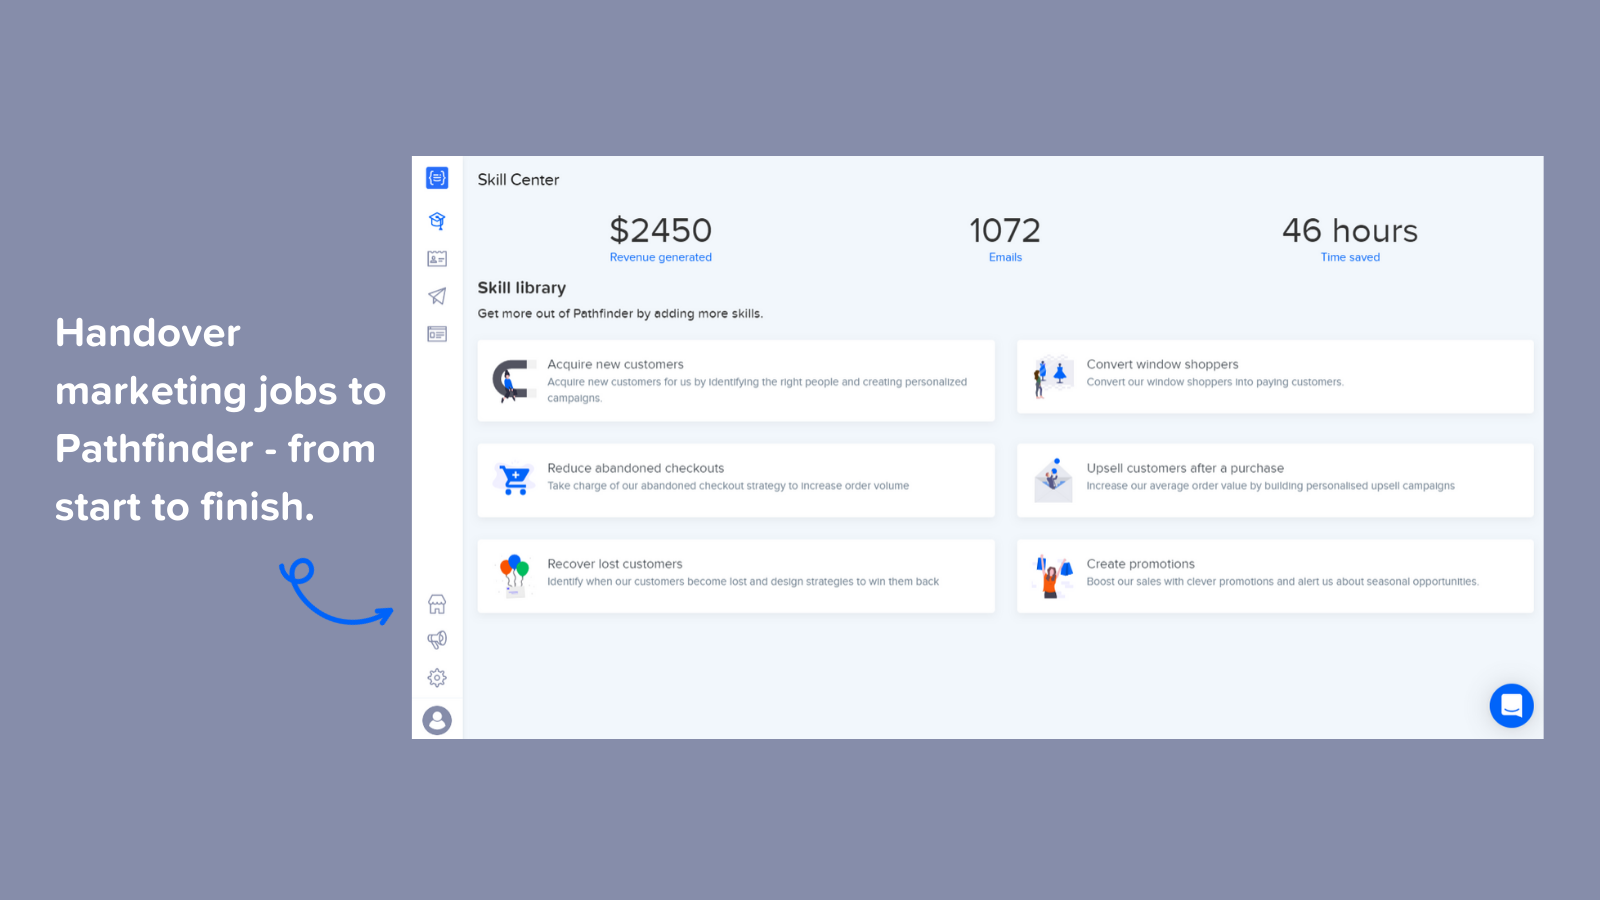 Handover
marketing jobs to
Pathfinder - from
start to finish.
Skill Center
$2450
Revenue generated
1072
Emails
46 hours
Time saved
Skill library
Get more out of Pathfinder by adding more skills.
Acquire new customers
Acquire new customers for us by identifying the right people and creating personalized
campaigns.
Convert window shoppers
Convert our window shoppers into paying customers.
Reduce abandoned checkouts
Take charge of our abandoned checkout strategy to increase order volume
Upsell customers after a purchase
Increase our average order value by building personalised upsell campaigns
Recover lost customers
Identify when our customers become lost and design strategies to win them back
Create promotions
Boost our sales with clever promotions and alert us about seasonal opportunities.